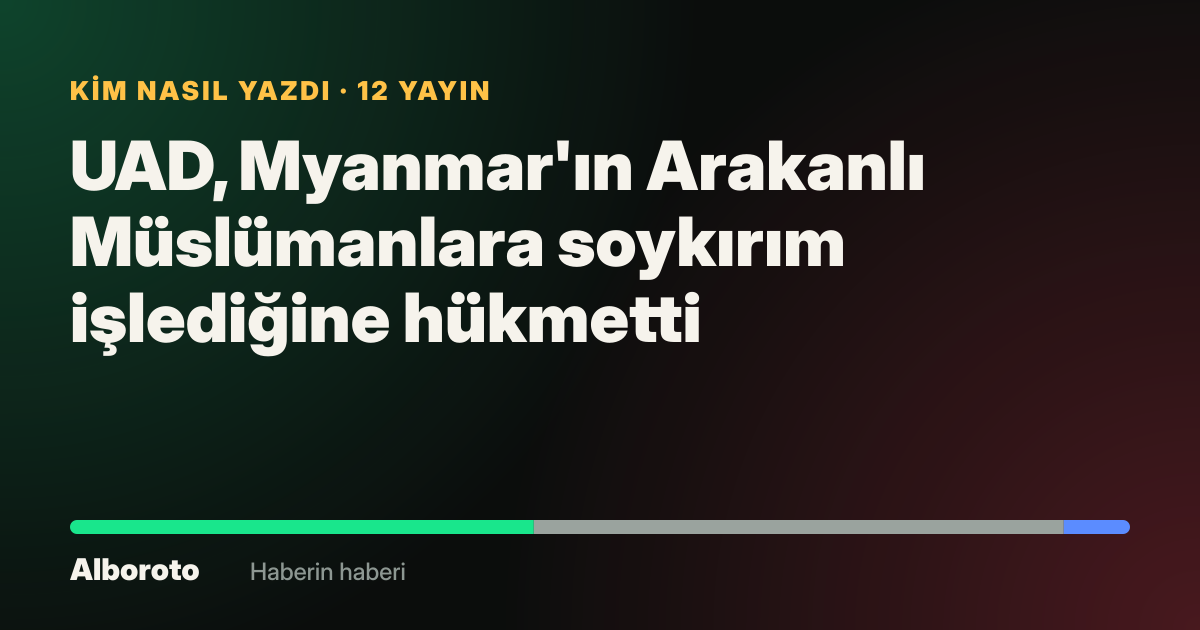 KİM NASIL YAZDI · 12 YAYIN
UAD, Myanmar'ın Arakanlı
Müslümanlara soykırım
işlediğine hükmetti
Alboroto
Haberin haberi